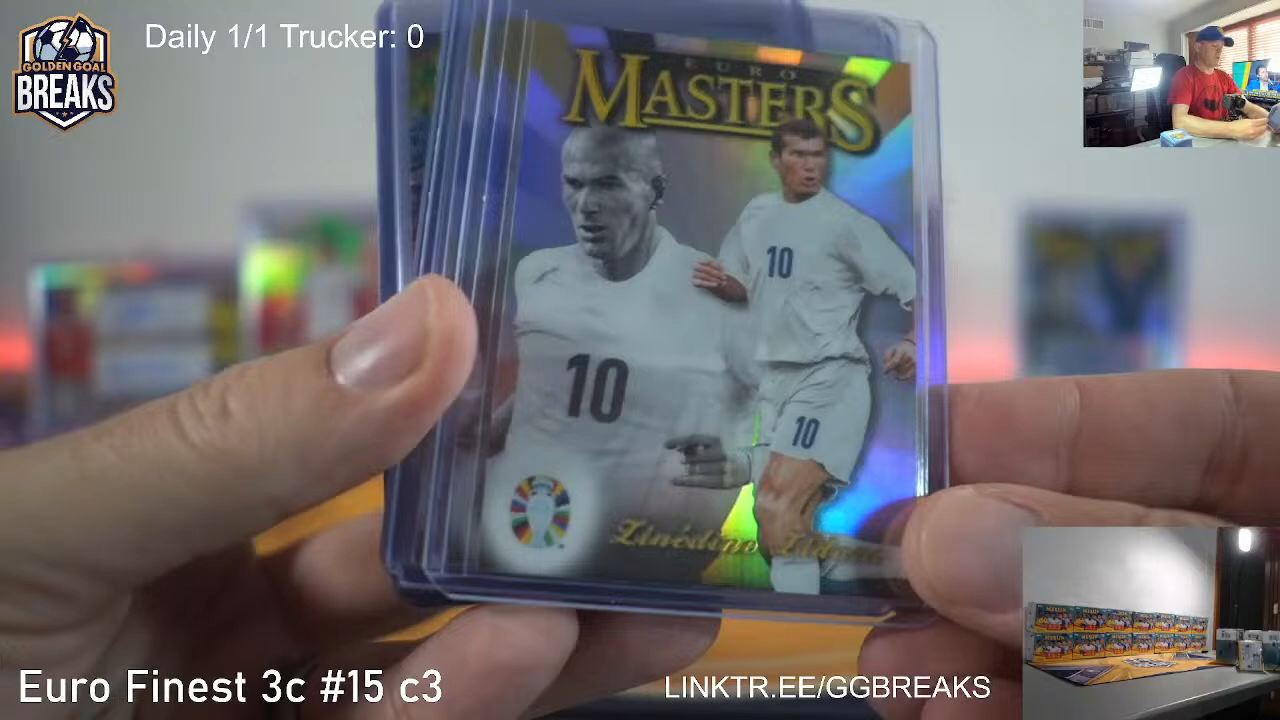 Daily 1/1 Trucker: 0
GOLDEN GOAL
BREAKS
EURO
MASTERS
10
10
10
Zinédine Zidane
Euro Finest 3c #15 c3
LINKTR.EE/GGBREAKS